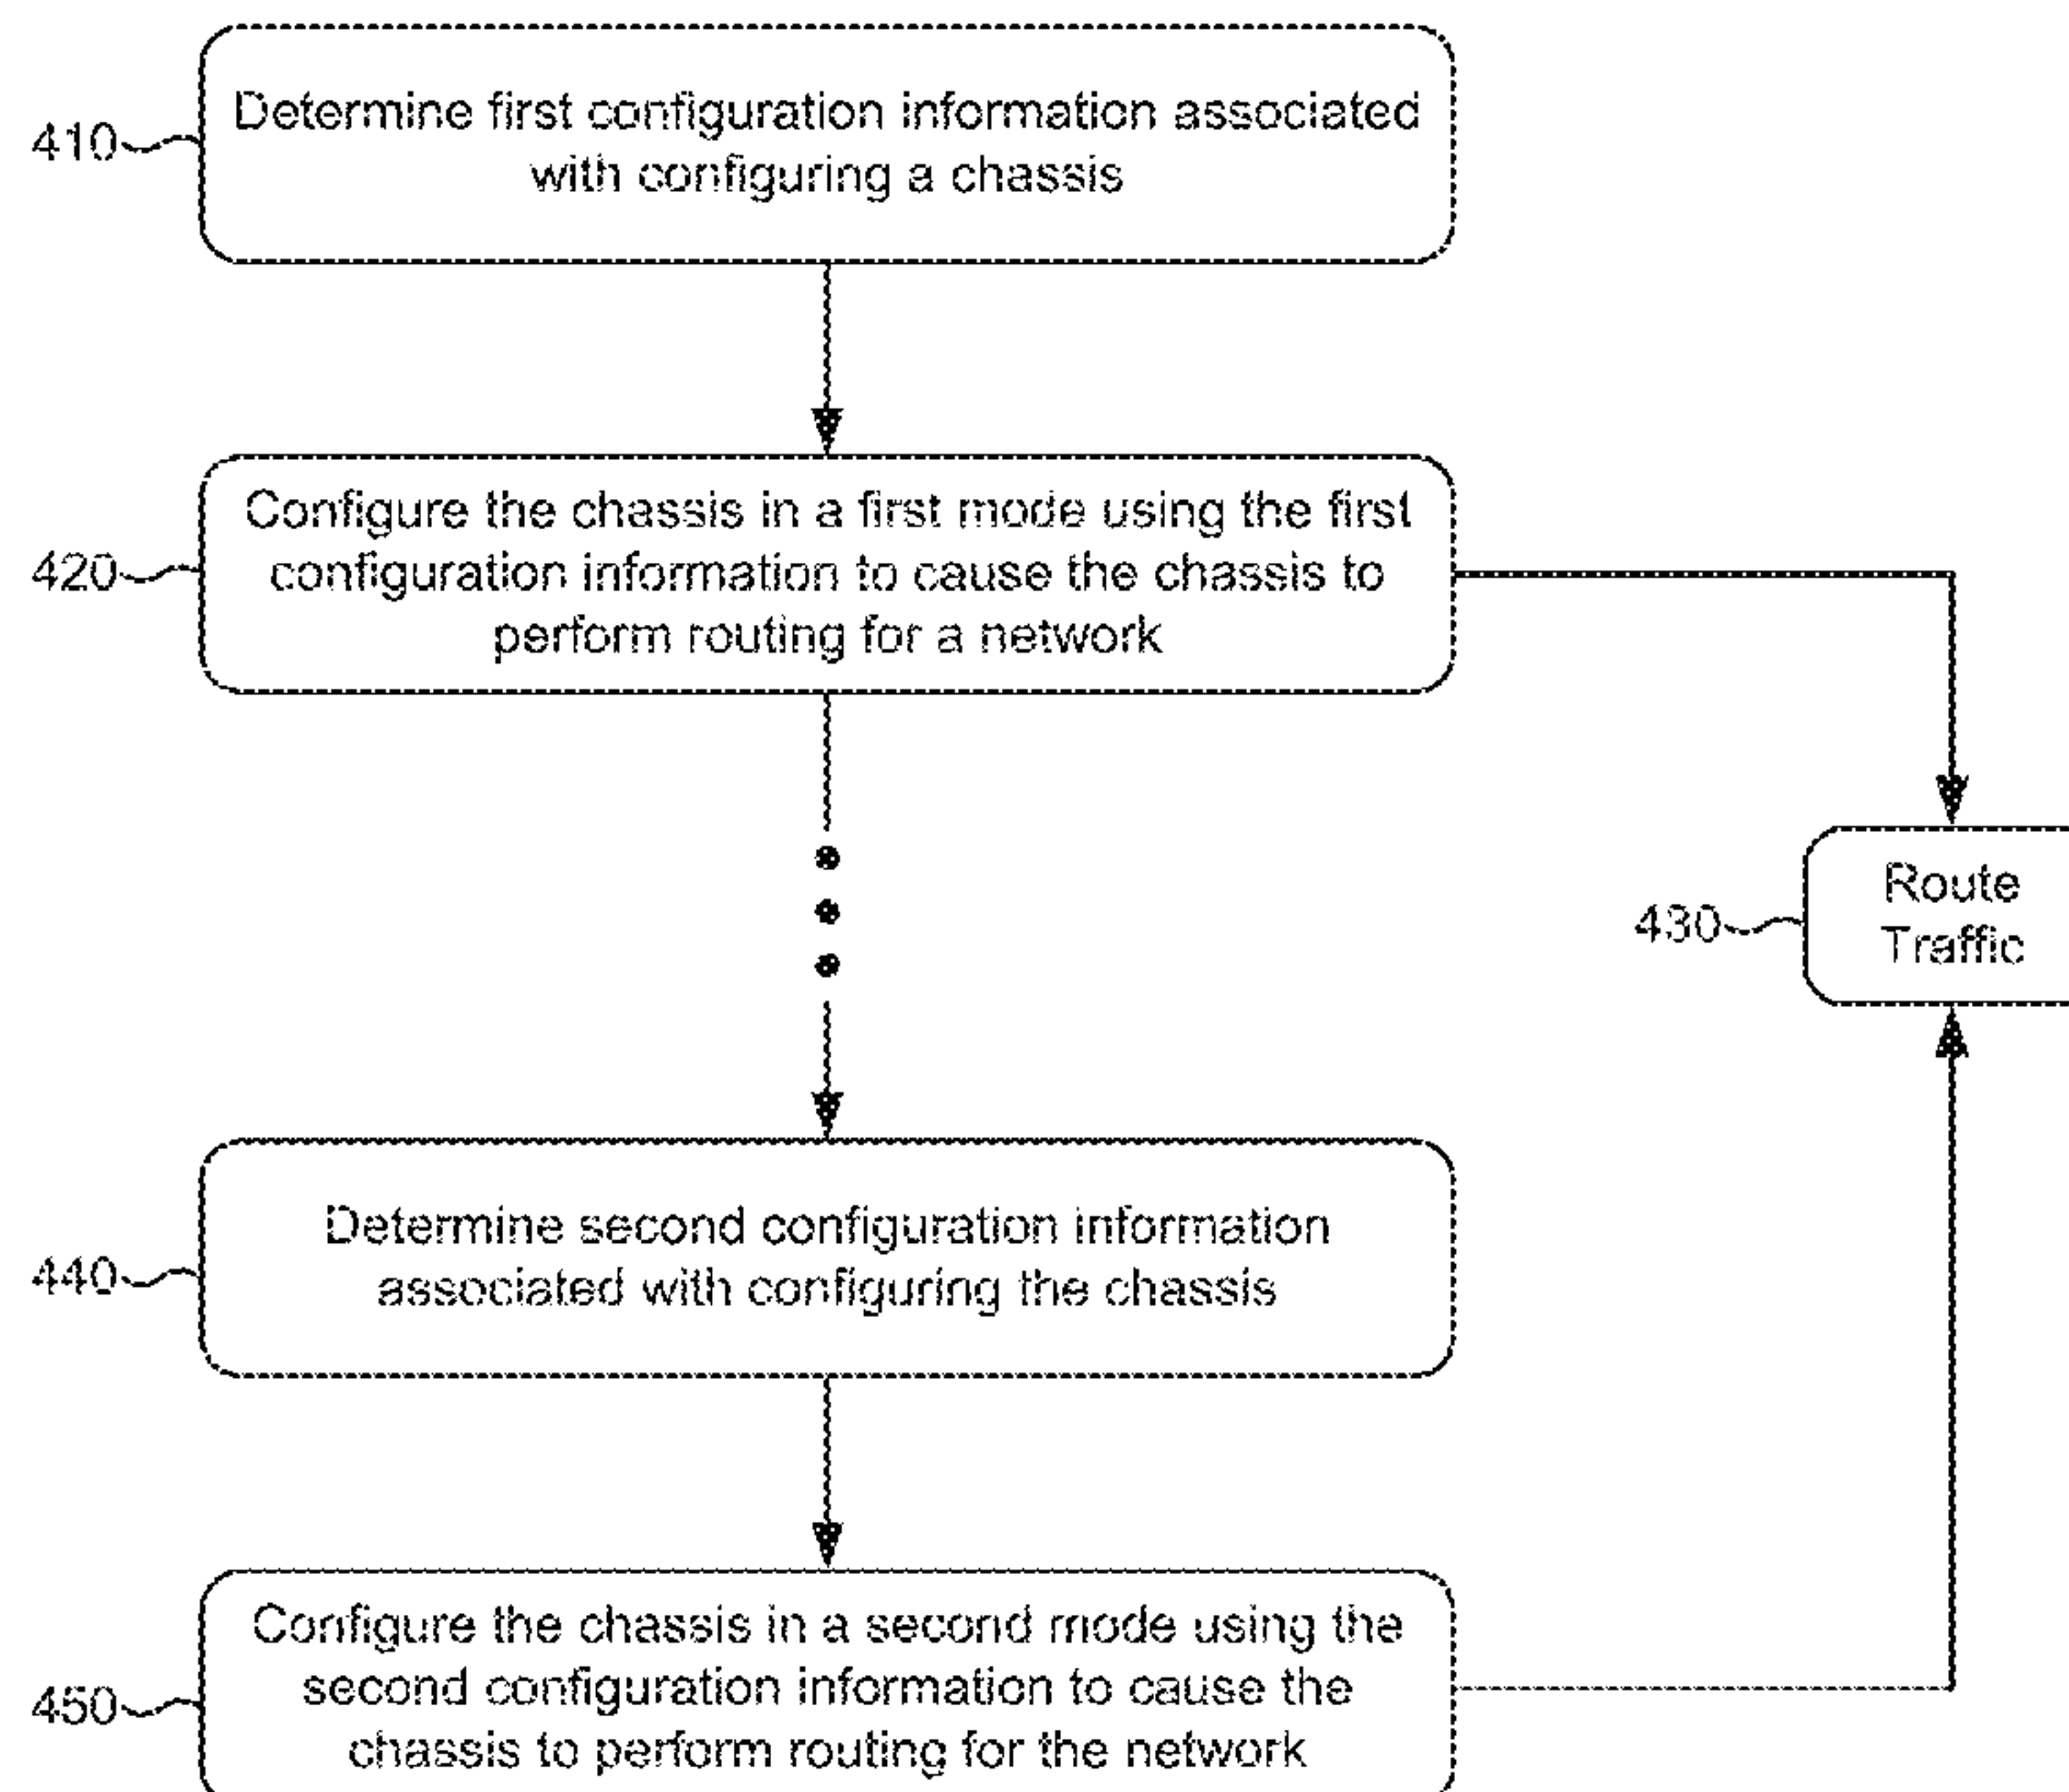 410
Determine first configuration information associated
with configuring a chassis
420
Configure the chassis in a first mode using the first
configuration information to cause the chassis to
perform routing for a network
430
Route
Traffic
440
Determine second configuration information
associated with configuring the chassis
450
Configure the chassis in a second mode using the
second configuration information to cause the
chassis to perform routing for the network